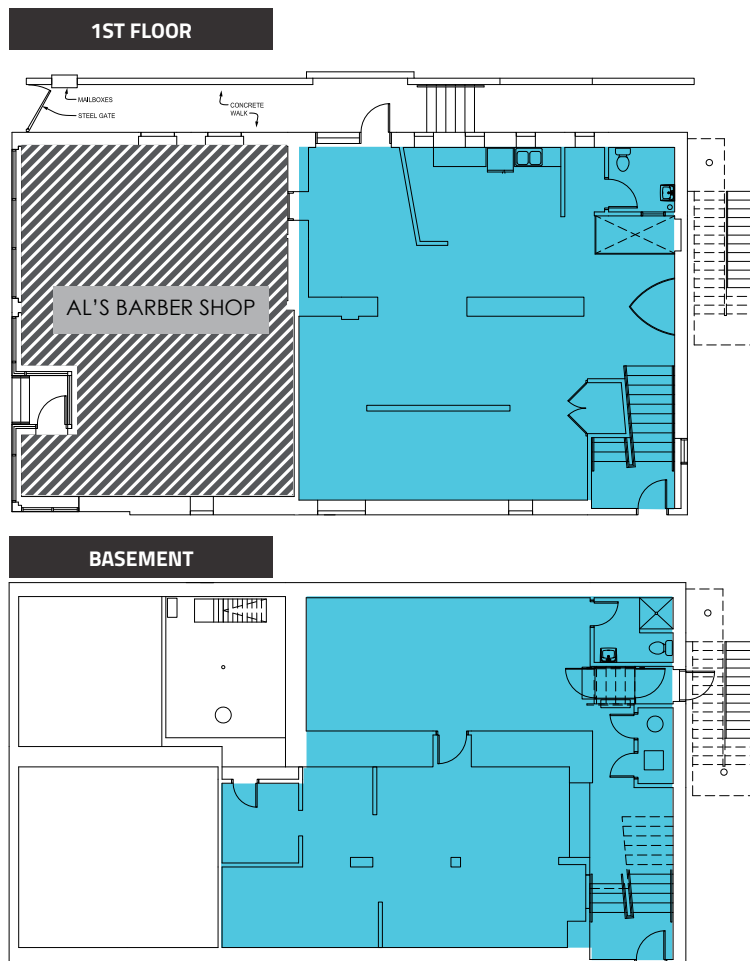 1ST FLOOR
MAILBOXES
STEEL GATE
CONCRETE
WALK
AL'S BARBER SHOP
BASEMENT